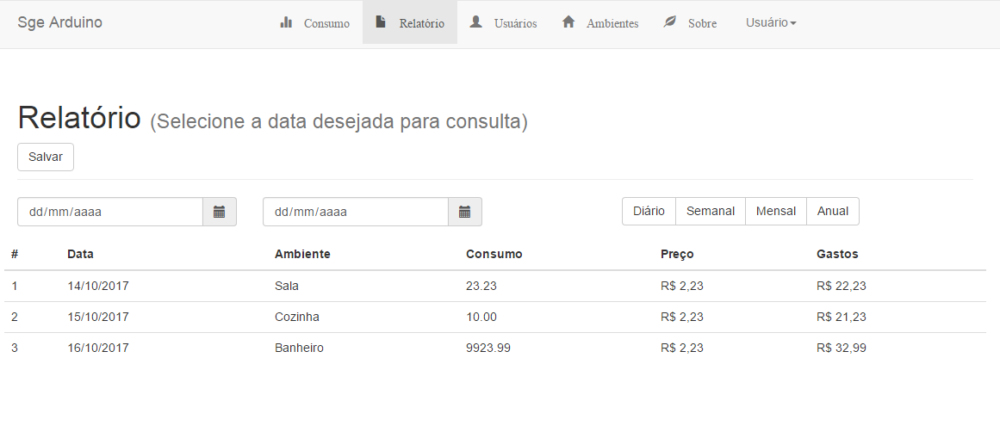 Sge Arduino Consumo Relatório Usuários Ambientes Sobre Usuário
Relatório (Selecione a data desejada para consulta)
Salvar
dd/mm/aaaa dd/mm/aaaa Diário Semanal Mensal Anual
# Data Ambiente Consumo Preço Gastos
1 14/10/2017 Sala 23.23 R$ 2,23 R$ 22,23
2 15/10/2017 Cozinha 10.00 R$ 2,23 R$ 21,23
3 16/10/2017 Banheiro 9923.99 R$ 2,23 R$ 32,99